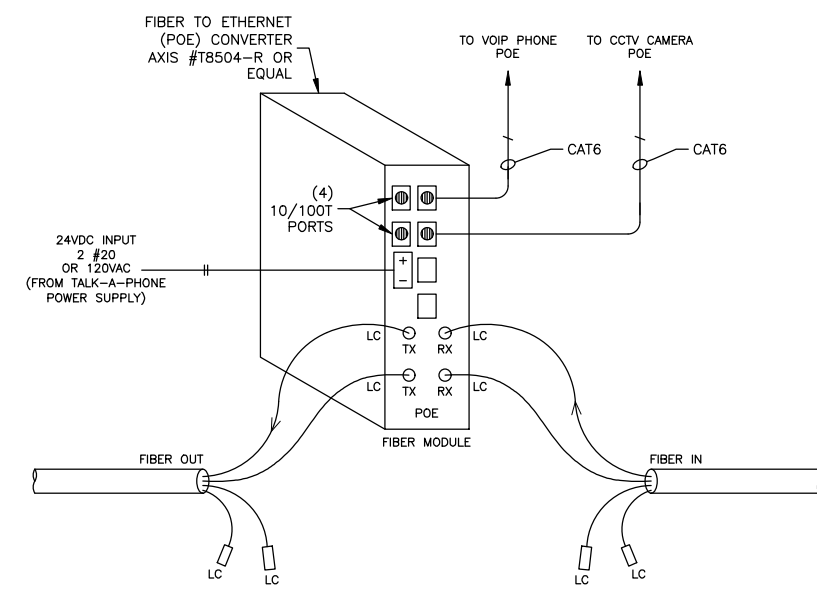 FIBER TO ETHERNET
(POE) CONVERTER
AXIS #T8504-R OR
EQUAL
TO VOIP PHONE
POE
TO CCTV CAMERA
POE
CAT6
CAT6
(4)
10/100T
PORTS
24VDC INPUT
2 #20
OR 120VAC
(FROM TALK-A-PHONE
POWER SUPPLY)
+
-
LC
TX
RX
LC
LC
TX
RX
LC
POE
FIBER MODULE
FIBER OUT
FIBER IN
LC
LC
LC
LC